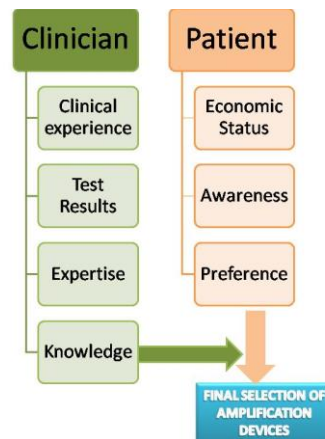 Clinician
Clinical
experience
Test
Results
Expertise
Knowledge
Patient
Economic
Status
Awareness
Preference
FINAL SELECTION OF
AMPLIFICATION
DEVICES